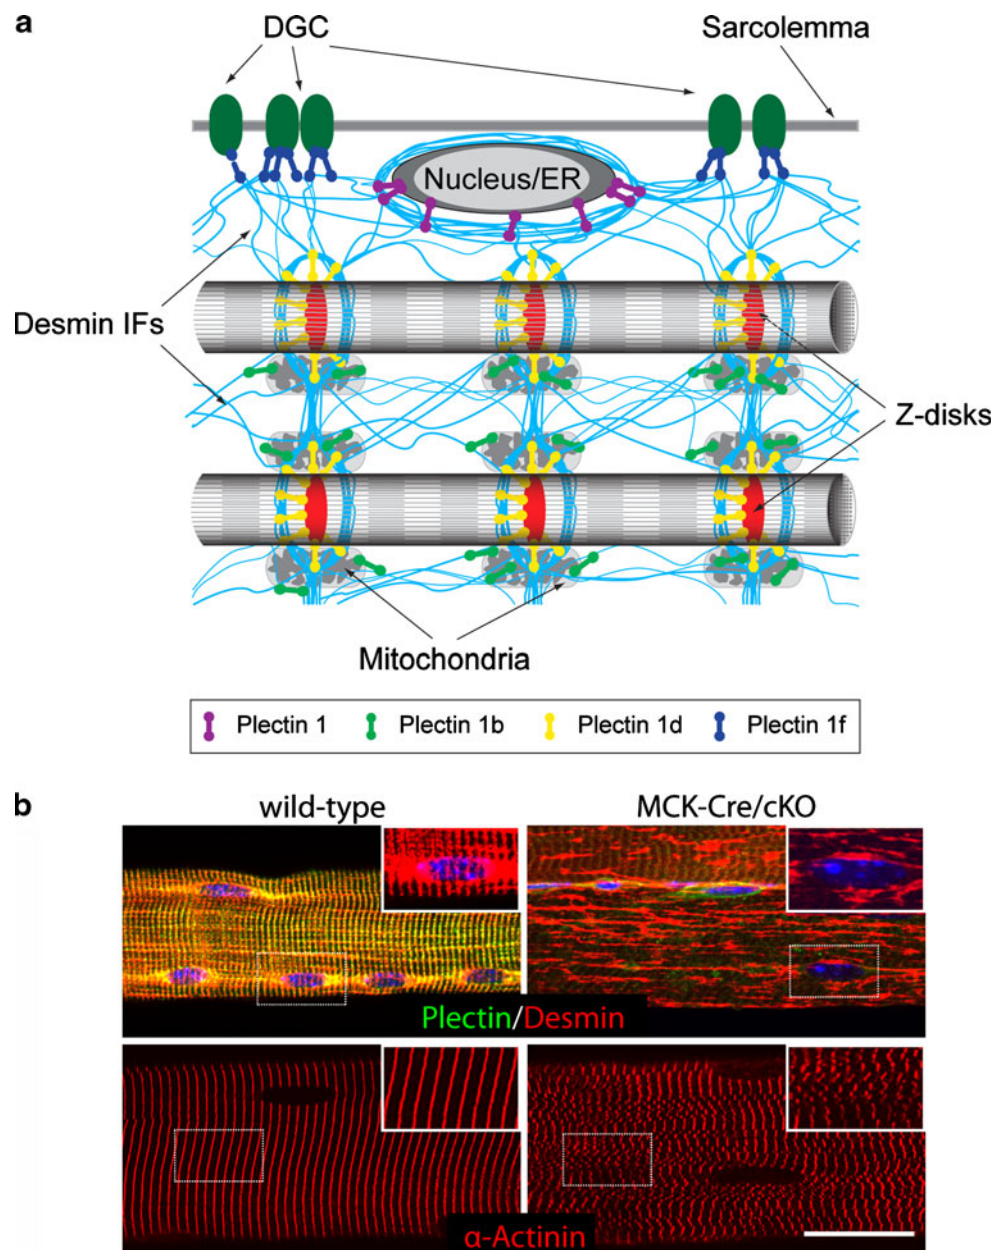 a
DGC
Sarcolemma
Nucleus/ER
Desmin IFs
Z-disks
Mitochondria
Plectin 1
Plectin 1b
Plectin 1d
Plectin 1f
b
wild-type
MCK-Cre/cKO
Plectin/Desmin
α-Actinin